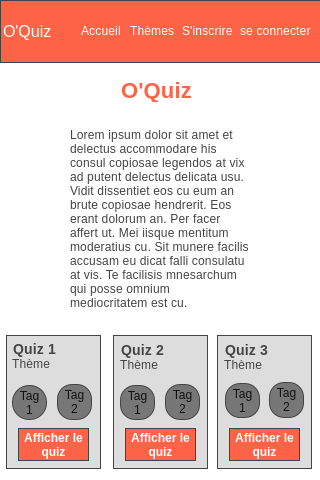 O'Quiz Accueil Thèmes S'inscrire se connecter
O'Quiz
Lorem ipsum dolor sit amet et
delectus accommodare his
consul copiosae legendos at vix
ad putent delectus delicata usu.
Vidit dissentiet eos cu eum an
brute copiosae hendrerit. Eos
erant dolorum an. Per facer
affert ut. Mei iisque mentitum
moderatius cu. Sit munere facilis
accusam eu dicat falli consulatu
at vis. Te facilisis mnesarchum
qui posse omnium
mediocritatem est cu.
Quiz 1
Thème
Tag
1
Tag
2
Afficher le
quiz
Quiz 2
Thème
Tag
1
Tag
2
Afficher le
quiz
Quiz 3
Thème
Tag
1
Tag
2
Afficher le
quiz